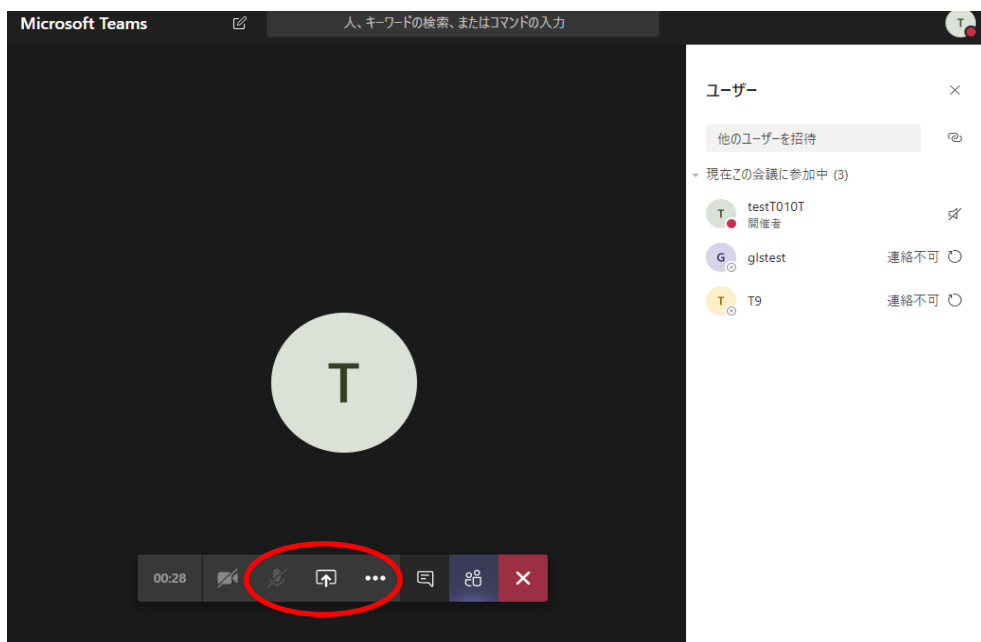 Microsoft Teams
人、キーワードの検索、またはコマンドの入力
T
ユーザー
他のユーザーを招待
現在この会議に参加中 (3)
T testT010T
開催者
G glstest 連絡不可
T T9 連絡不可
T
00:28